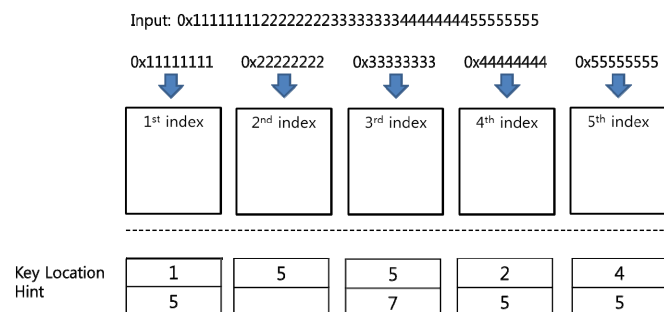 Input: 0x1111111122222222333333334444444455555555
0x11111111 0x22222222 0x33333333 0x44444444 0x55555555
1st index 2nd index 3rd index 4th index 5th index
Key Location 1 5 5 2 4
Hint 5 7 5 5